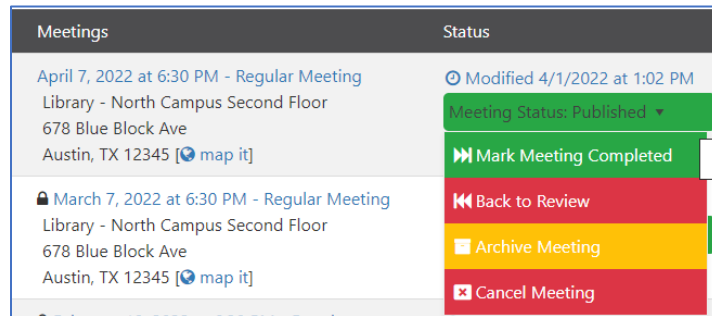 Meetings
Status
April 7, 2022 at 6:30 PM - Regular Meeting
Library - North Campus Second Floor
678 Blue Block Ave
Austin, TX 12345 [map it]
Modified 4/1/2022 at 1:02 PM
Meeting Status: Published
Mark Meeting Completed
Back to Review
Archive Meeting
Cancel Meeting
March 7, 2022 at 6:30 PM - Regular Meeting
Library - North Campus Second Floor
678 Blue Block Ave
Austin, TX 12345 [map it]